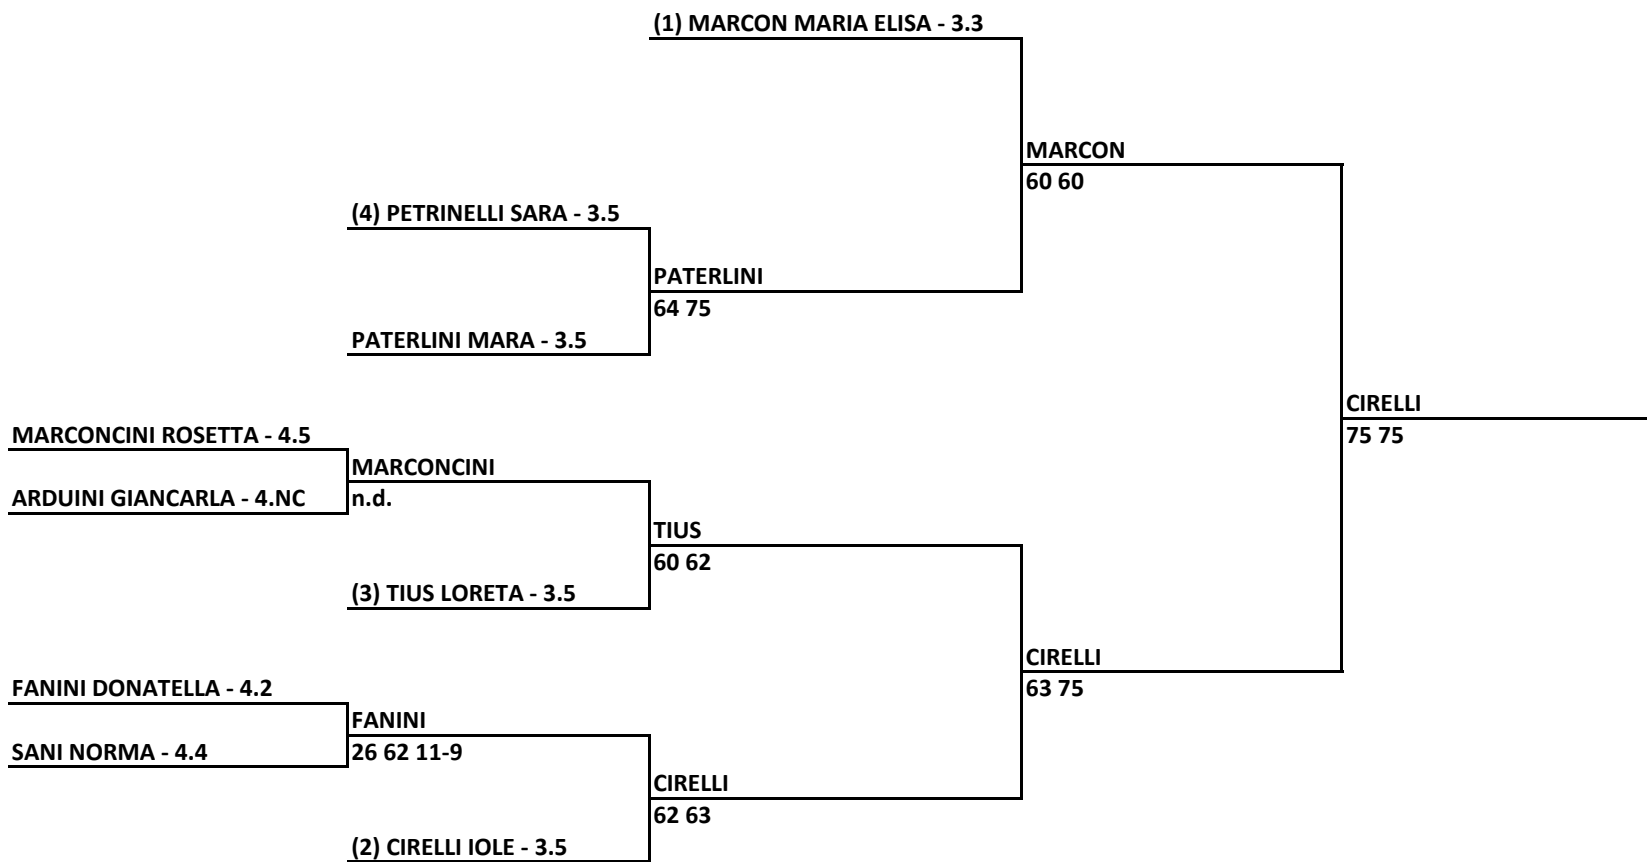 (1) MARCON MARIA ELISA - 3.3
MARCON
60 60
(4) PETRINELLI SARA - 3.5
PATERLINI
64 75
PATERLINI MARA - 3.5
CIRELLI
75 75
MARCONCINI ROSETTA - 4.5
MARCONCINI
ARDUINI GIANCARLA - 4.NC
n.d.
TIUS
60 62
(3) TIUS LORETA - 3.5
CIRELLI
63 75
FANINI DONATELLA - 4.2
FANINI
SANI NORMA - 4.4
26 62 11-9
CIRELLI
62 63
(2) CIRELLI IOLE - 3.5